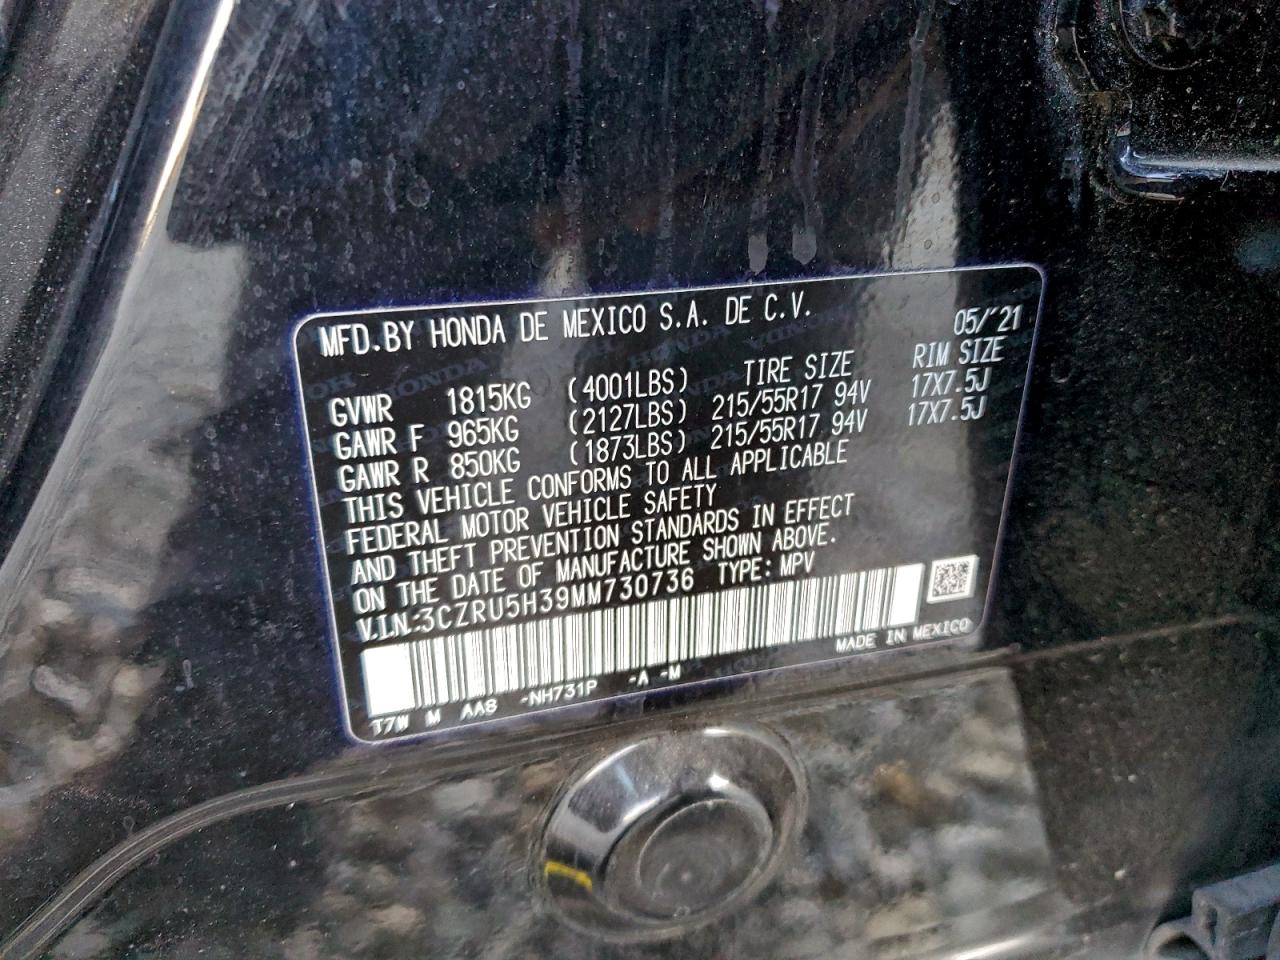 MFD.BY HONDA DE MEXICO S.A. DE C.V. 05/'21
TIRE SIZE RIM SIZE
GVWR 1815KG (4001LBS)
GAWR F 965KG (2127LBS) 215/55R17 94V 17X7.5J
GAWR R 850KG (1873LBS) 215/55R17 94V 17X7.5J
THIS VEHICLE CONFORMS TO ALL APPLICABLE
FEDERAL MOTOR VEHICLE SAFETY
AND THEFT PREVENTION STANDARDS IN EFFECT
ON THE DATE OF MANUFACTURE SHOWN ABOVE.
V.I.N.:3CZRU5H39MM730736 TYPE: MPV
MADE IN MEXICO
T7W M AA8 -NH731P -A -M